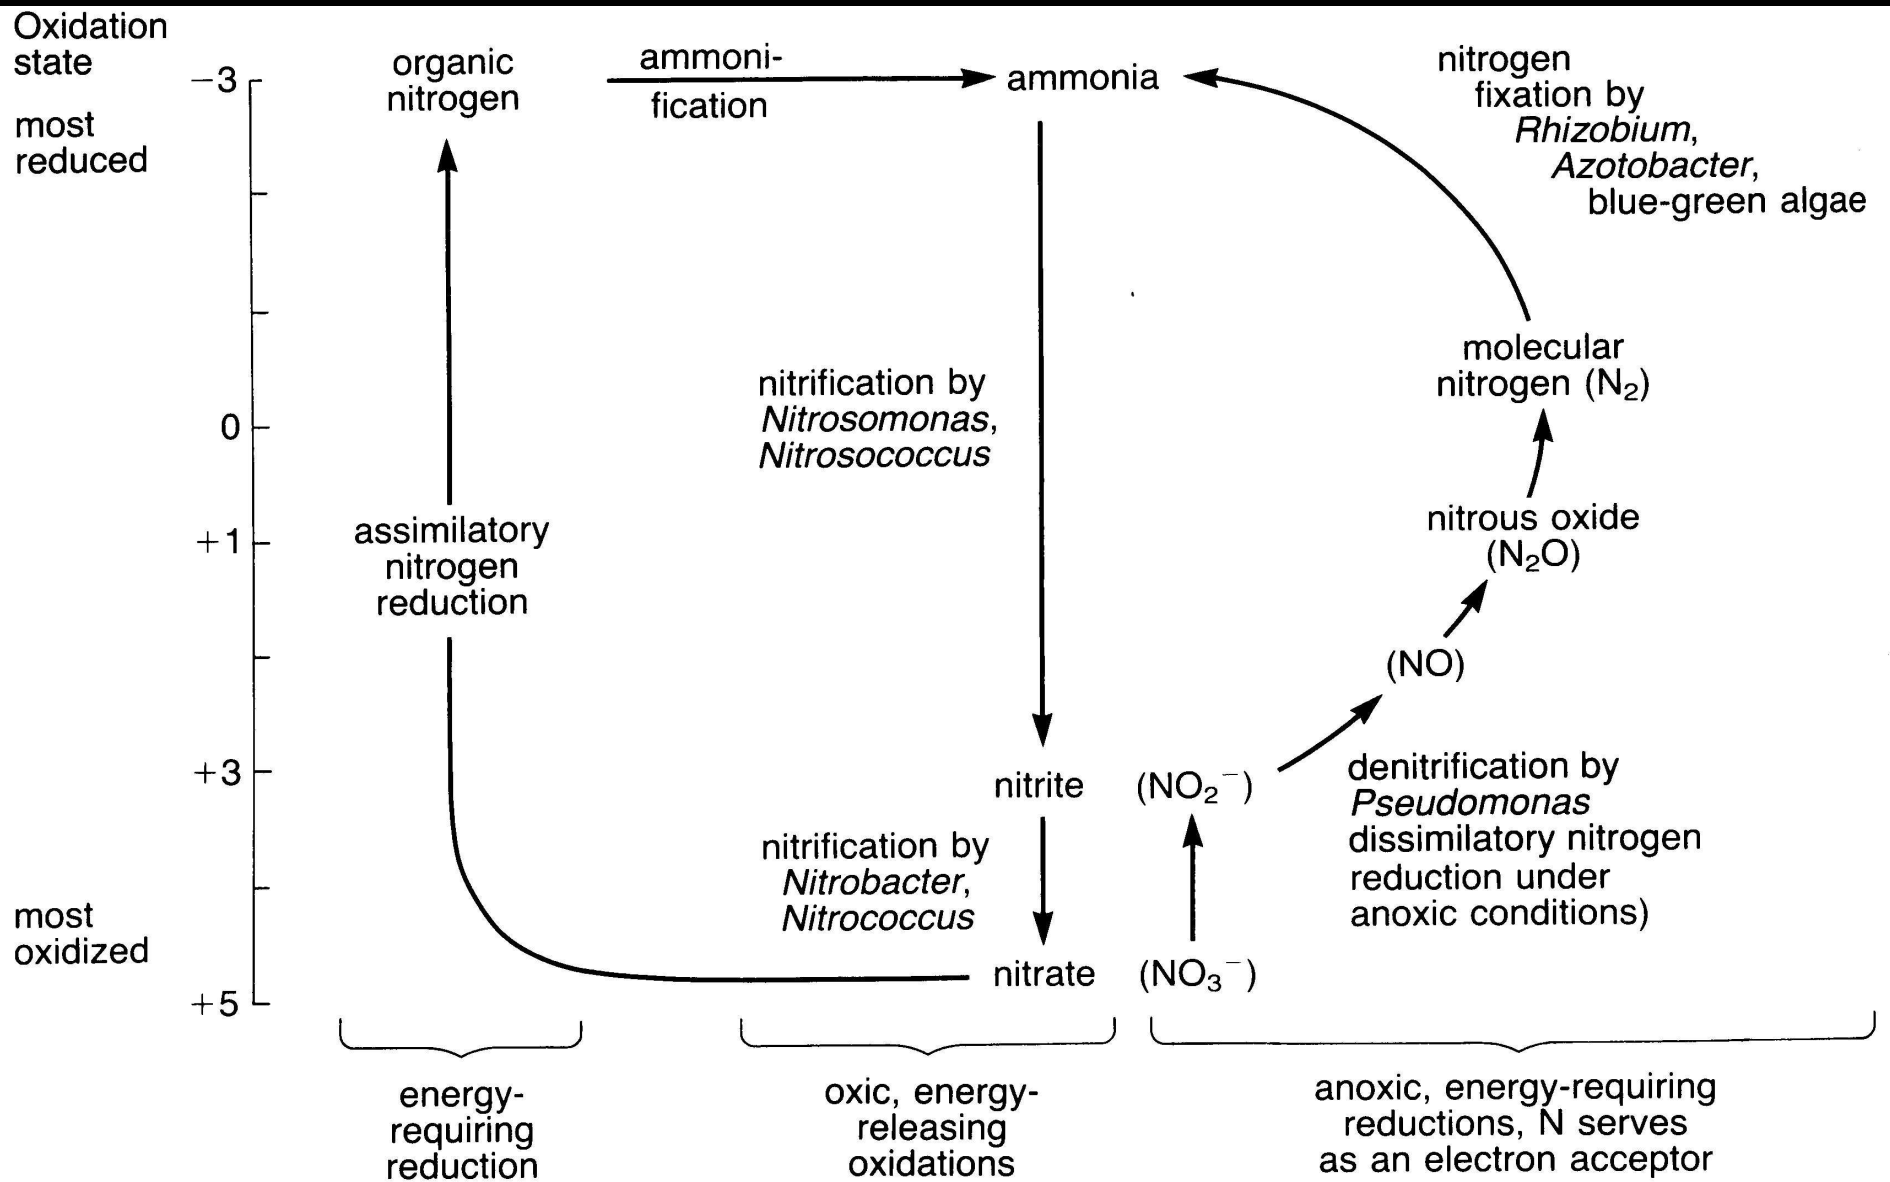 Oxidation
state
−3
most
reduced
0
+1
+3
most
oxidized
+5
organic
nitrogen
ammoni-
fication
ammonia
nitrogen
fixation by
Rhizobium,
Azotobacter,
blue-green algae
molecular
nitrogen (N₂)
nitrification by
Nitrosomonas,
Nitrosococcus
assimilatory
nitrogen
reduction
nitrous oxide
(N₂O)
(NO)
nitrite (NO₂⁻)
denitrification by
Pseudomonas
dissimilatory nitrogen
reduction under
anoxic conditions)
nitrification by
Nitrobacter,
Nitrococcus
nitrate (NO₃⁻)
energy-
requiring
reduction
oxic, energy-
releasing
oxidations
anoxic, energy-requiring
reductions, N serves
as an electron acceptor